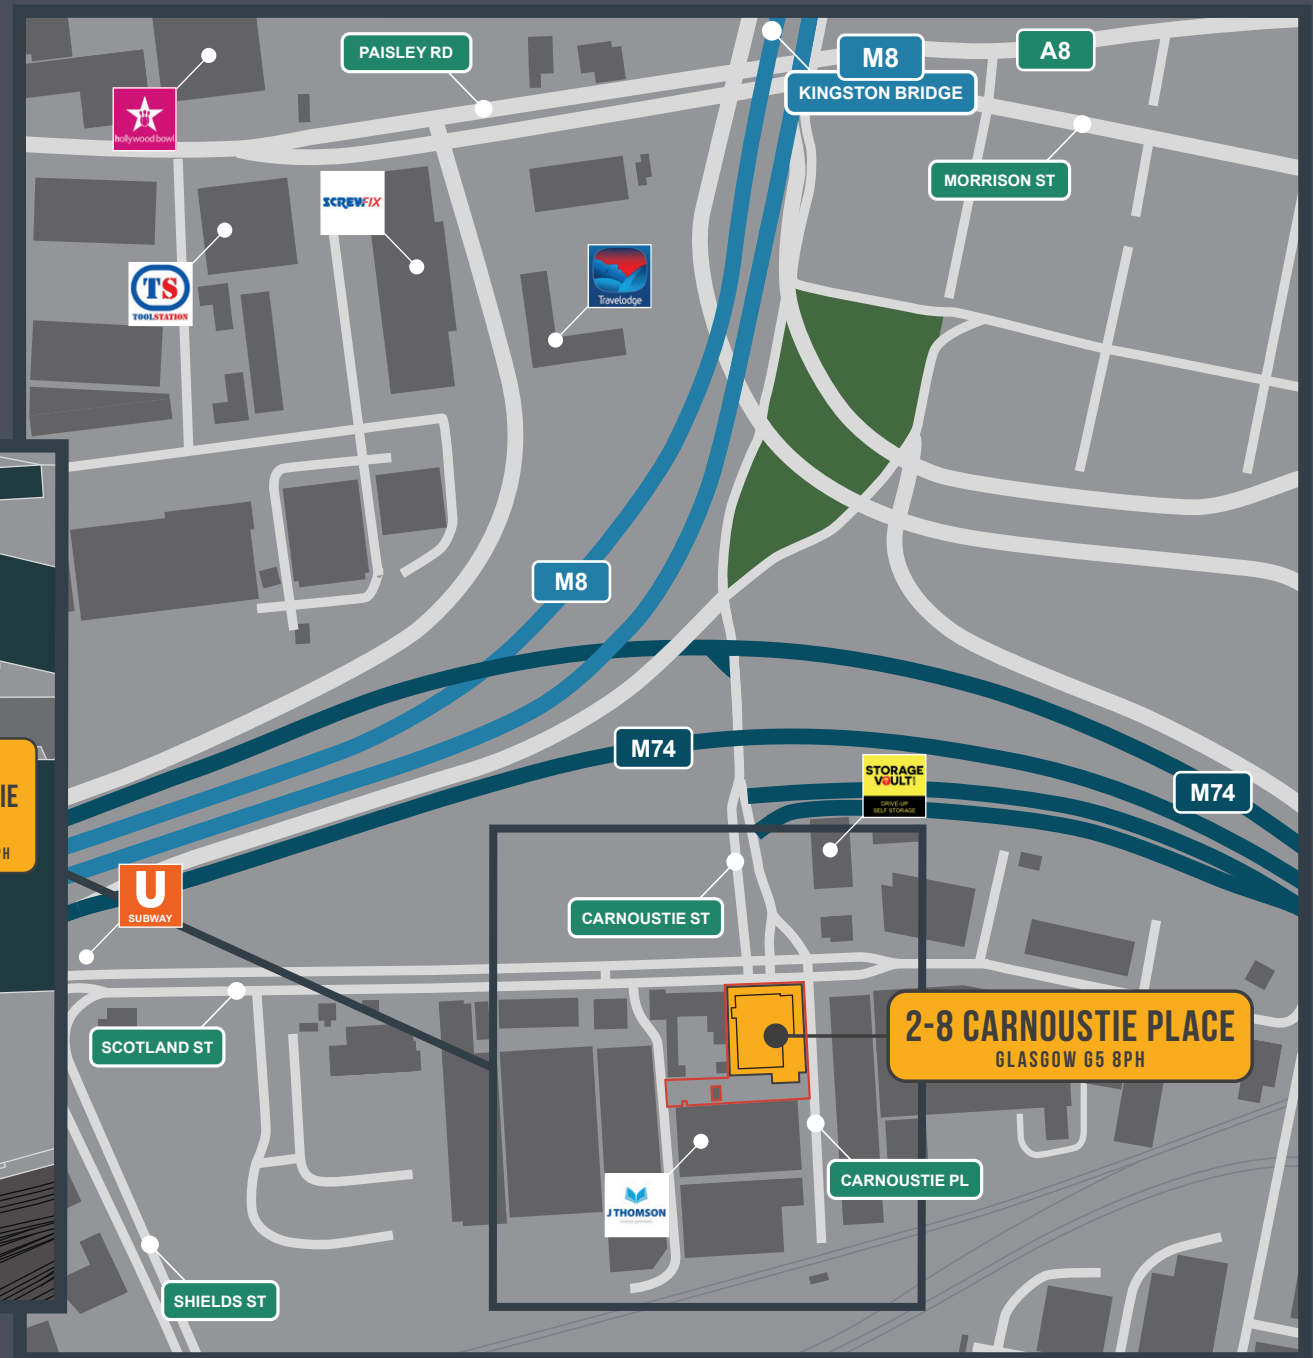 PAISLEY RD
M8
A8
KINGSTON BRIDGE
hollywood bowl
MORRISON ST
SCREWFIX
TS
TOOLSTATION
Travelodge
M8
M74
STORAGE
VAULT
DRIVE-UP
SELF STORAGE
M74
IE
PH
U
SUBWAY
CARNOUSTIE ST
2-8 CARNOUSTIE PLACE
GLASGOW G5 8PH
SCOTLAND ST
CARNOUSTIE PL
J THOMSON
SHIELDS ST